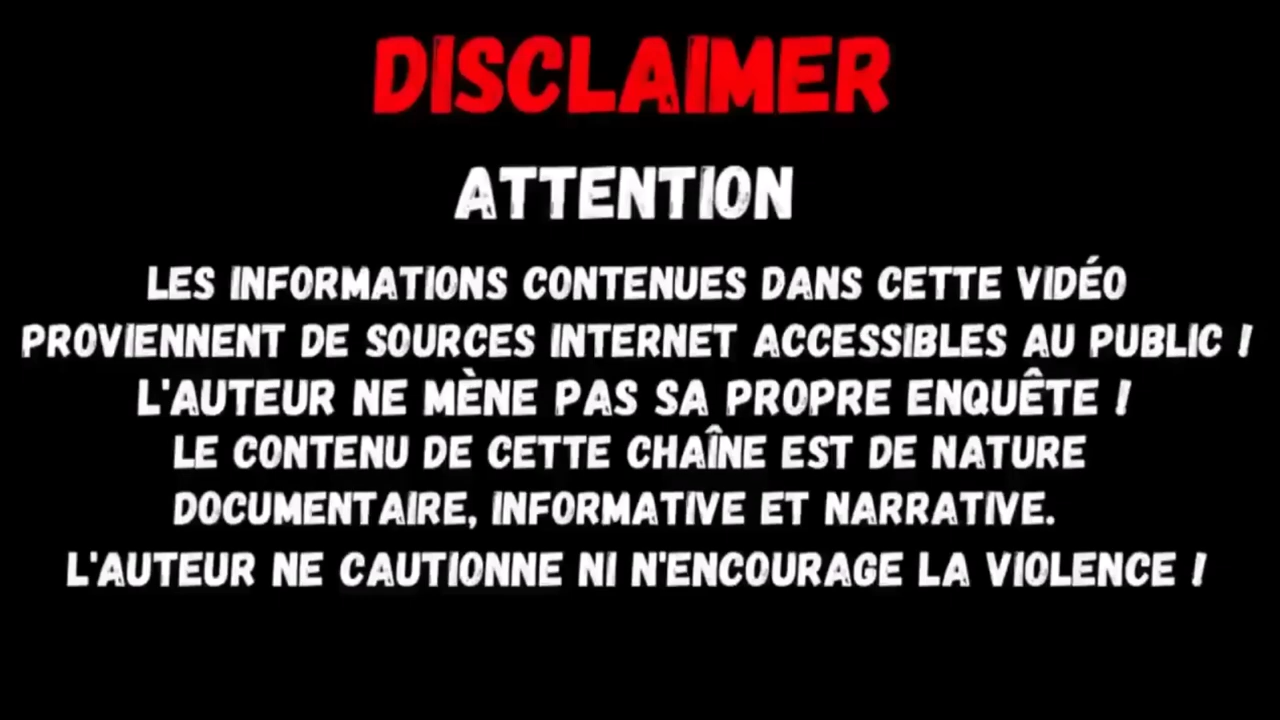 DISCLAIMER
ATTENTION
LES INFORMATIONS CONTENUES DANS CETTE VIDÉO
PROVIENNENT DE SOURCES INTERNET ACCESSIBLES AU PUBLIC !
L'AUTEUR NE MÈNE PAS SA PROPRE ENQUÊTE !
LE CONTENU DE CETTE CHAÎNE EST DE NATURE
DOCUMENTAIRE, INFORMATIVE ET NARRATIVE.
L'AUTEUR NE CAUTIONNE NI N'ENCOURAGE LA VIOLENCE !